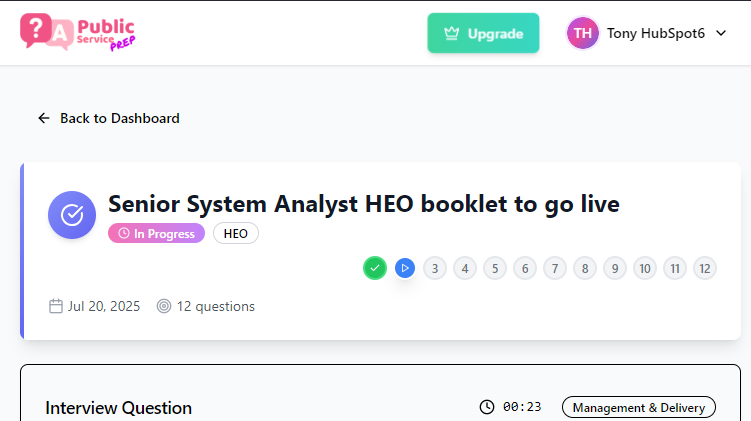 ?
A
Public
Service
PREP
Upgrade
TH
Tony HubSpot6
Back to Dashboard
Senior System Analyst HEO booklet to go live
In Progress
HEO
3 4 5 6 7 8 9 10 11 12
Jul 20, 2025 12 questions
Interview Question
00:23
Management & Delivery